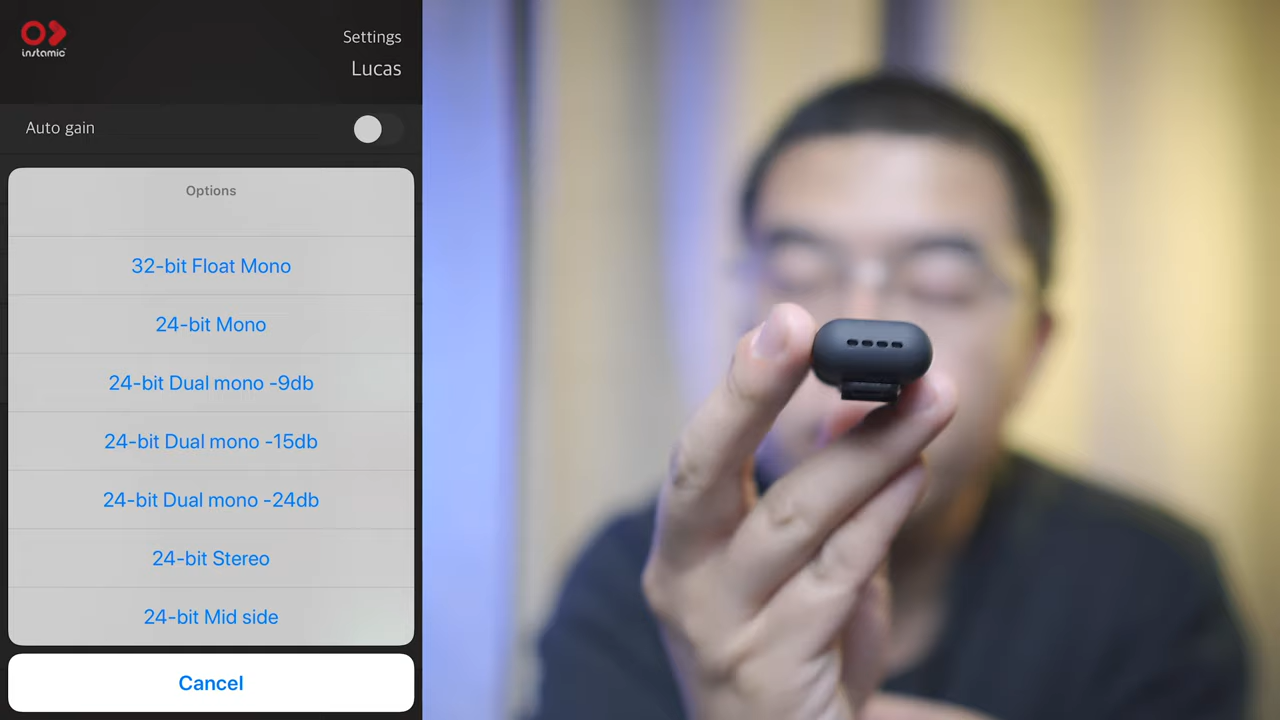 instamic
Settings
Lucas
Auto gain
Options
32-bit Float Mono
24-bit Mono
24-bit Dual mono -9db
24-bit Dual mono -15db
24-bit Dual mono -24db
24-bit Stereo
24-bit Mid side
Cancel